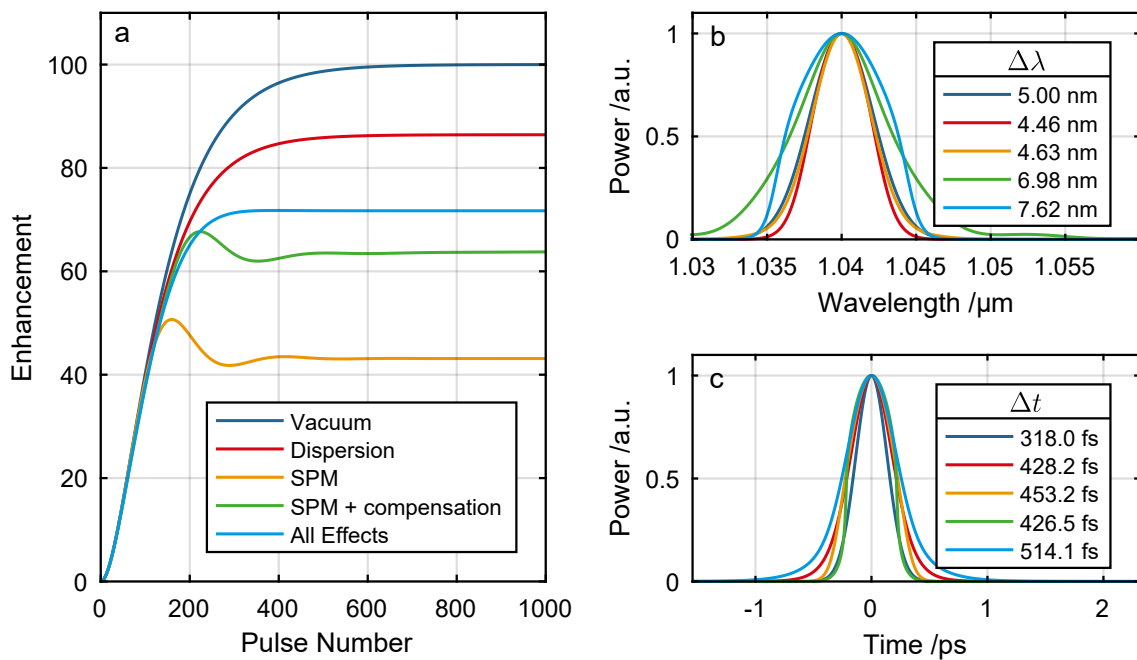 a
100
80
60
40
20
0
0
200
400
600
800
1000
Enhancement
Pulse Number
Vacuum
Dispersion
SPM
SPM + compensation
All Effects
b
1
0.5
0
1.03
1.035
1.04
1.045
1.05
1.055
Power /a.u.
Wavelength /µm
Δλ
5.00 nm
4.46 nm
4.63 nm
6.98 nm
7.62 nm
c
1
0.5
0
-1
0
1
2
Power /a.u.
Time /ps
Δt
318.0 fs
428.2 fs
453.2 fs
426.5 fs
514.1 fs